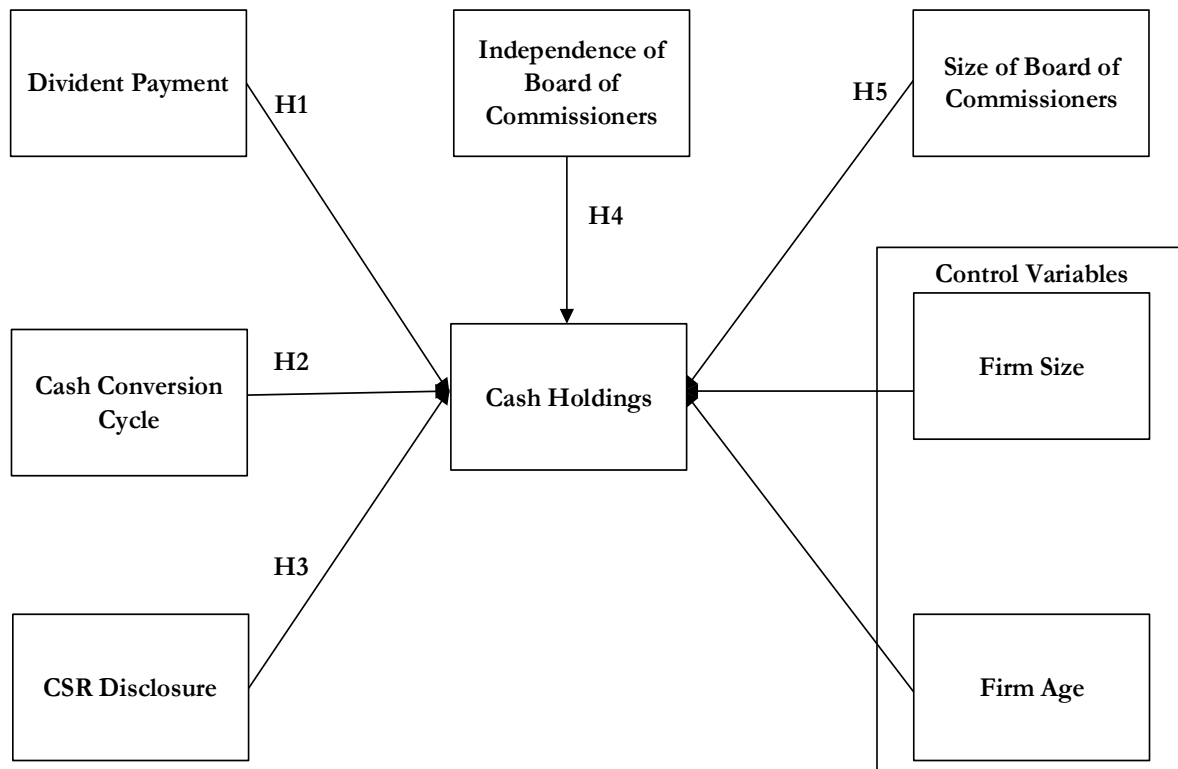 Divident Payment
H1
Independence of
Board of
Commissioners
H4
H5
Size of Board of
Commissioners
Control Variables
Cash Conversion
Cycle
H2
Cash Holdings
Firm Size
H3
CSR Disclosure
Firm Age